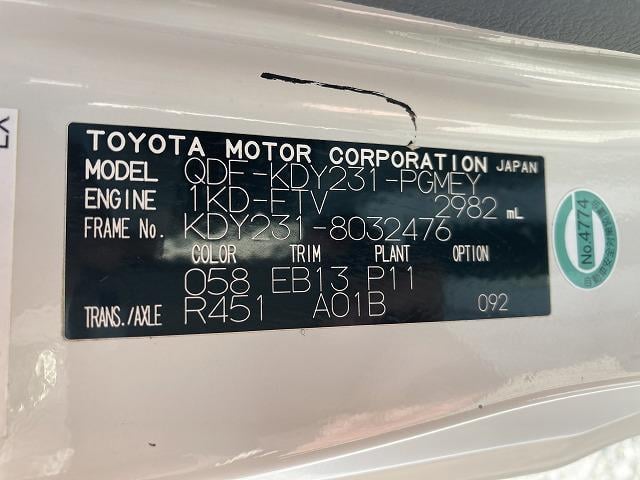 TOYOTA MOTOR CORPORATION JAPAN
MODEL QDF-KDY231-PGMEY
ENGINE 1KD-FTV 2982 mL
FRAME No. KDY231-8032476
COLOR TRIM PLANT OPTION
058 EB13 P11
TRANS./AXLE R451 A01B 092
No.4774